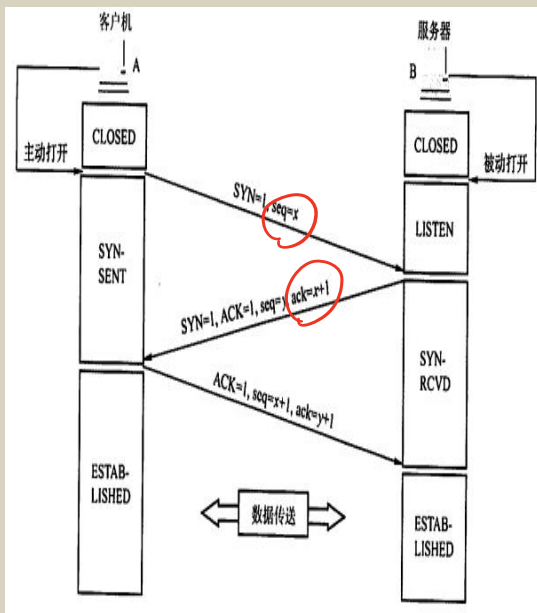 客户机
服务器
A
B
CLOSED
CLOSED
主动打开
被动打开
SYN=1, seq=x
LISTEN
SYN-
SENT
SYN=1, ACK=1, seq=y, ack=x+1
SYN-
RCVD
ACK=1, seq=x+1, ack=y+1
ESTAB-
LISHED
数据传送
ESTAB-
LISHED